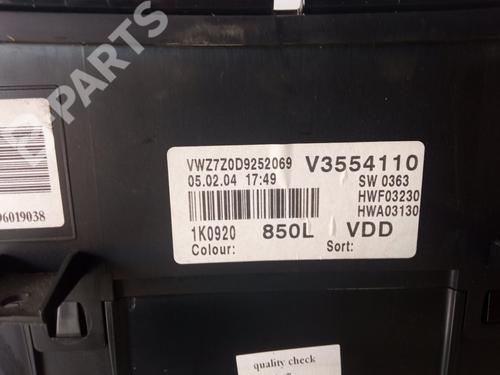 B-PARTS
VWZ7Z0D9252069 V3554110
05.02.04 17:49 SW 0363
HWF03230
HWA03130
1K0920 850L VDD
Colour: Sort:
96019038
quality check